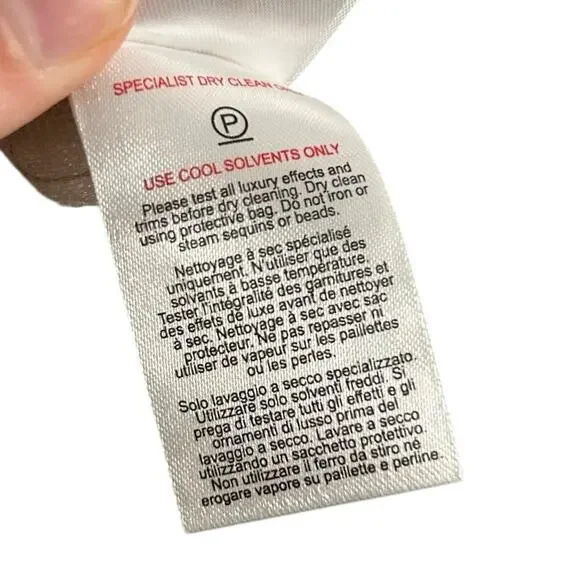 SPECIALIST DRY CLEAN
P
USE COOL SOLVENTS ONLY
Please test all luxury effects and
trims before dry cleaning. Dry clean
using protective bag. Do not iron or
steam sequins or beads.
Nettoyage à sec spécialisé
uniquement. N'utiliser que des
solvants à basse température.
Tester l'intégralité des garnitures et
des effets de luxe avant de nettoyer
à sec. Nettoyage à sec avec sac
protecteur. Ne pas repasser ni
utiliser de vapeur sur les paillettes
ou les perles.
Solo lavaggio a secco specializzato.
Utilizzare solo solventi freddi. Si
prega di testare tutti gli effetti e gli
ornamenti di lusso prima del
lavaggio a secco. Lavare a secco
utilizzando un sacchetto protettivo
Non utilizzare il ferro da stiro né
erogare vapore su paillette e perline.